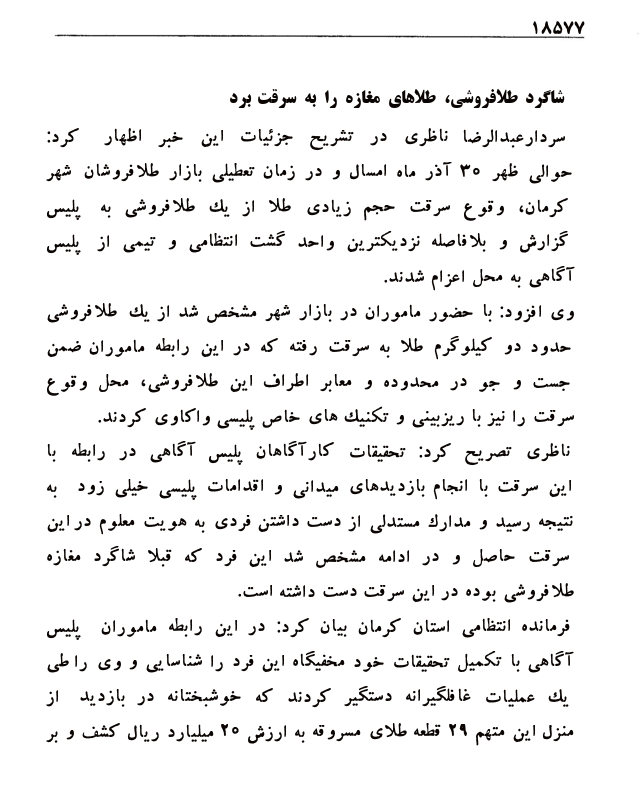 ۱۸۵۷۷
شاگرد طلافروشی، طلاهای مغازه را به سرقت برد
سردارعبدالرضا ناظری در تشریح جزئیات این خبر اظهار کرد:
حوالی ظهر ۳۰ آذر ماه امسال و در زمان تعطیلی بازار طلافروشان شهر
کرمان، وقوع سرقت حجم زیادی طلا از یك طلافروشی به پلیس
گزارش و بلافاصله نزدیکترین واحد گشت انتظامی و تیمی از پلیس
آگاهی به محل اعزام شدند.
وی افزود: با حضور ماموران در بازار شهر مشخص شد از یك طلافروشی
حدود دو کیلوگرم طلا به سرقت رفته که در این رابطه ماموران ضمن
جست و جو در محدوده و معابر اطراف این طلافروشی، محل وقوع
سرقت را نیز با ریزبینی و تکنیك های خاص پلیسی واکاوی کردند.
ناظری تصریح کرد: تحقیقات کارآگاهان پلیس آگاهی در رابطه با
این سرقت با انجام بازدیدهای میدانی و اقدامات پلیسی خیلی زود به
نتیجه رسید و مدارك مستدلی از دست داشتن فردی به هویت معلوم در این
سرقت حاصل و در ادامه مشخص شد این فرد که قبلا شاگرد مغازه
طلافروشی بوده در این سرقت دست داشته است.
فرمانده انتظامی استان کرمان بیان کرد: در این رابطه ماموران پلیس
آگاهی با تکمیل تحقیقات خود مخفیگاه این فرد را شناسایی و وی را طی
یك عملیات غافلگیرانه دستگیر کردند که خوشبختانه در بازدید از
منزل این متهم ۲۹ قطعه طلای مسروقه به ارزش ۲۰ میلیارد ریال کشف و بر